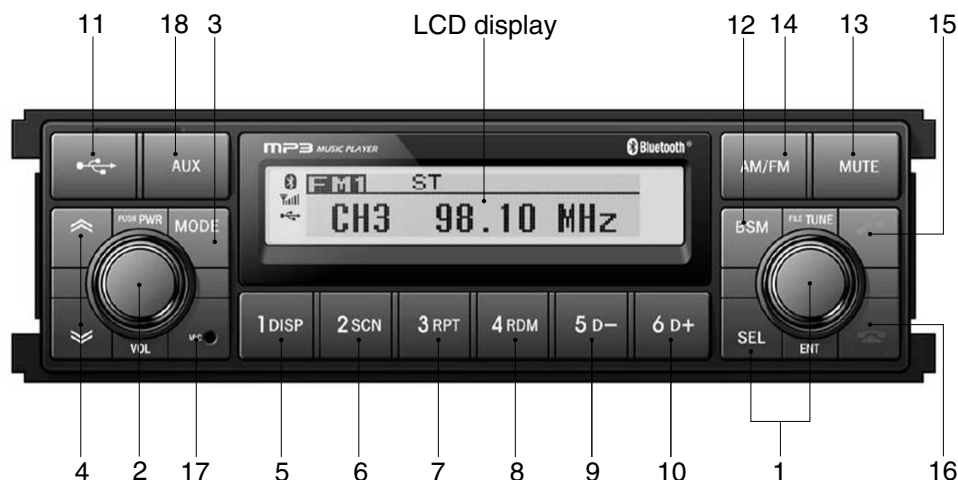 11 18 3 LCD display 12 14 13 15
MP3 MUSIC PLAYER Bluetooth®
AUX AM/FM MUTE
FM1 ST
PUSH PWR MODE CH3 98.10 MHz BSM FILE TUNE
1 DISP 2 SCN 3 RPT 4 RDM 5 D− 6 D+
VOL MIC SEL ENT
4 2 17 5 6 7 8 9 10 1 16